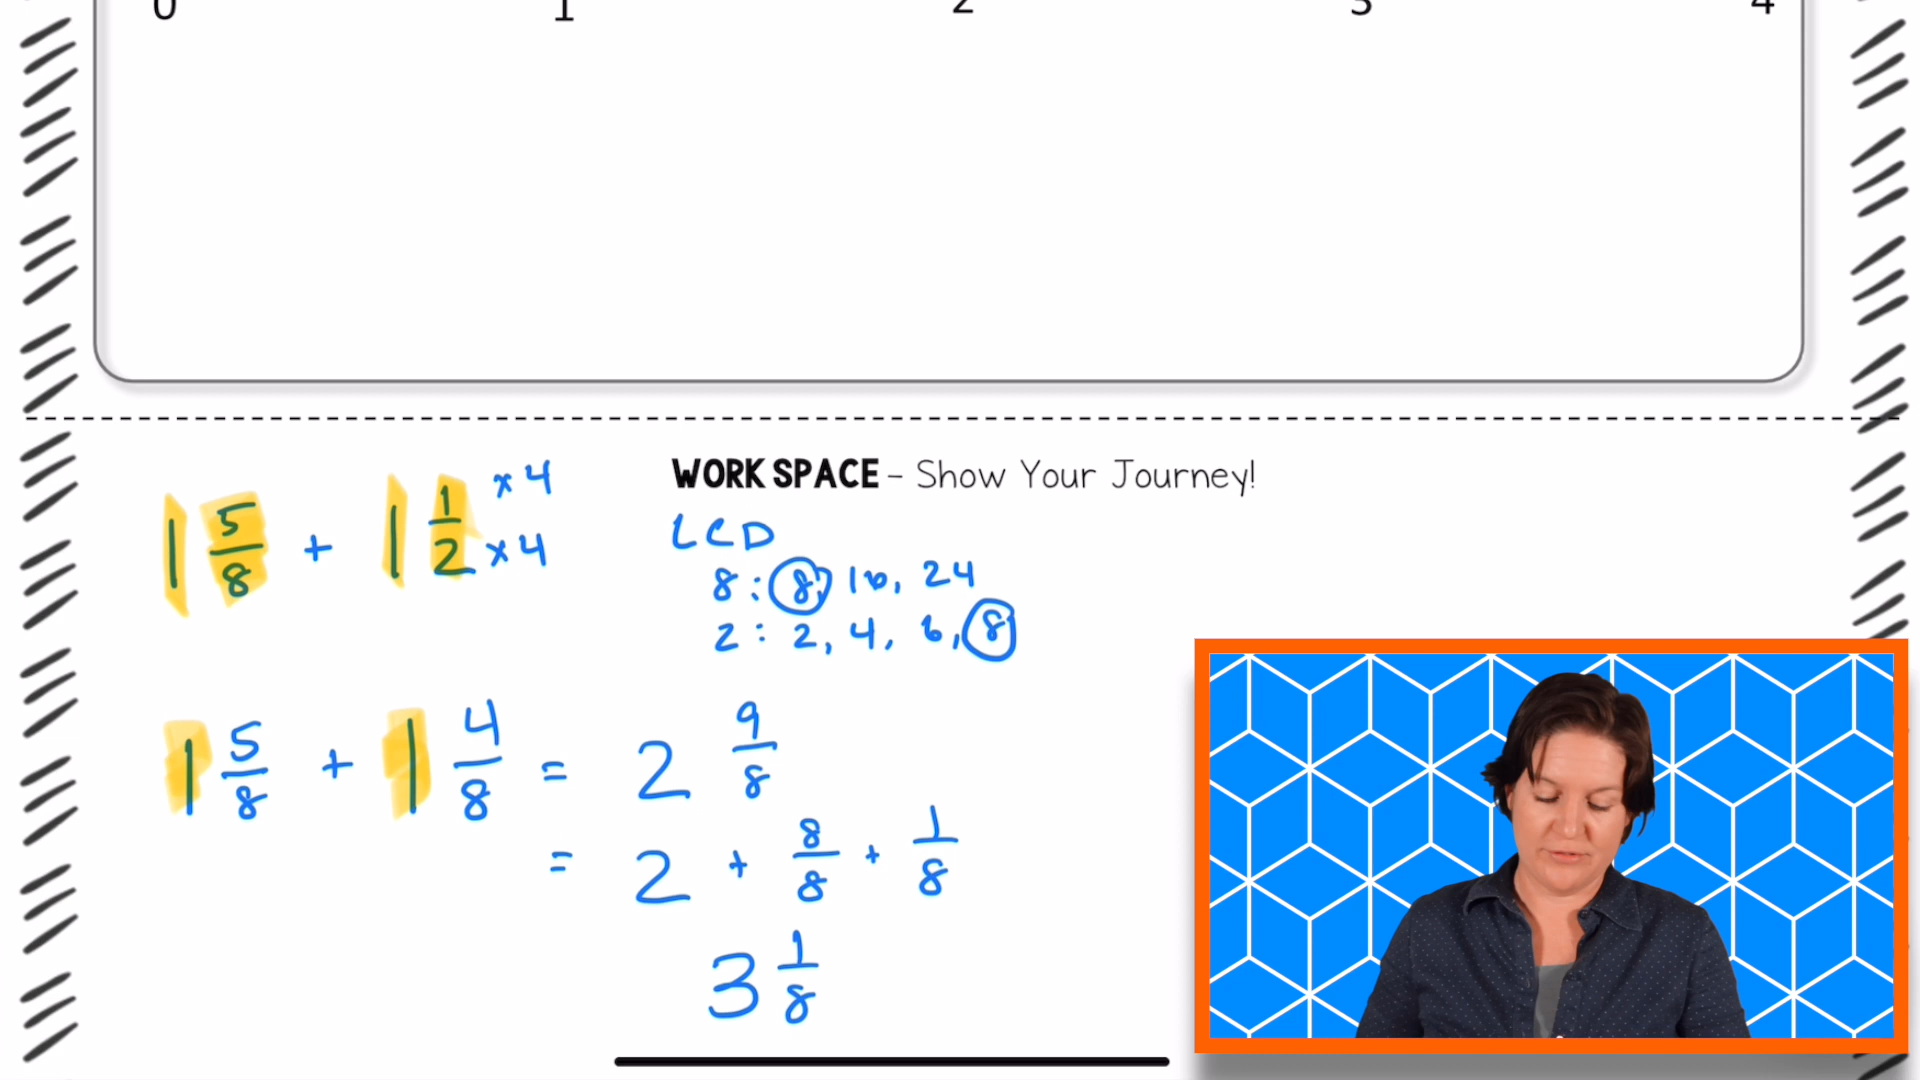 0 1 2 3 4
WORK SPACE - Show Your Journey!
1 5/8 + 1 1/2 x4 x4
LCD
8: 8, 16, 24
2: 2, 4, 6, 8
1 5/8 + 1 4/8 = 2 9/8
= 2 + 8/8 + 1/8
3 1/8